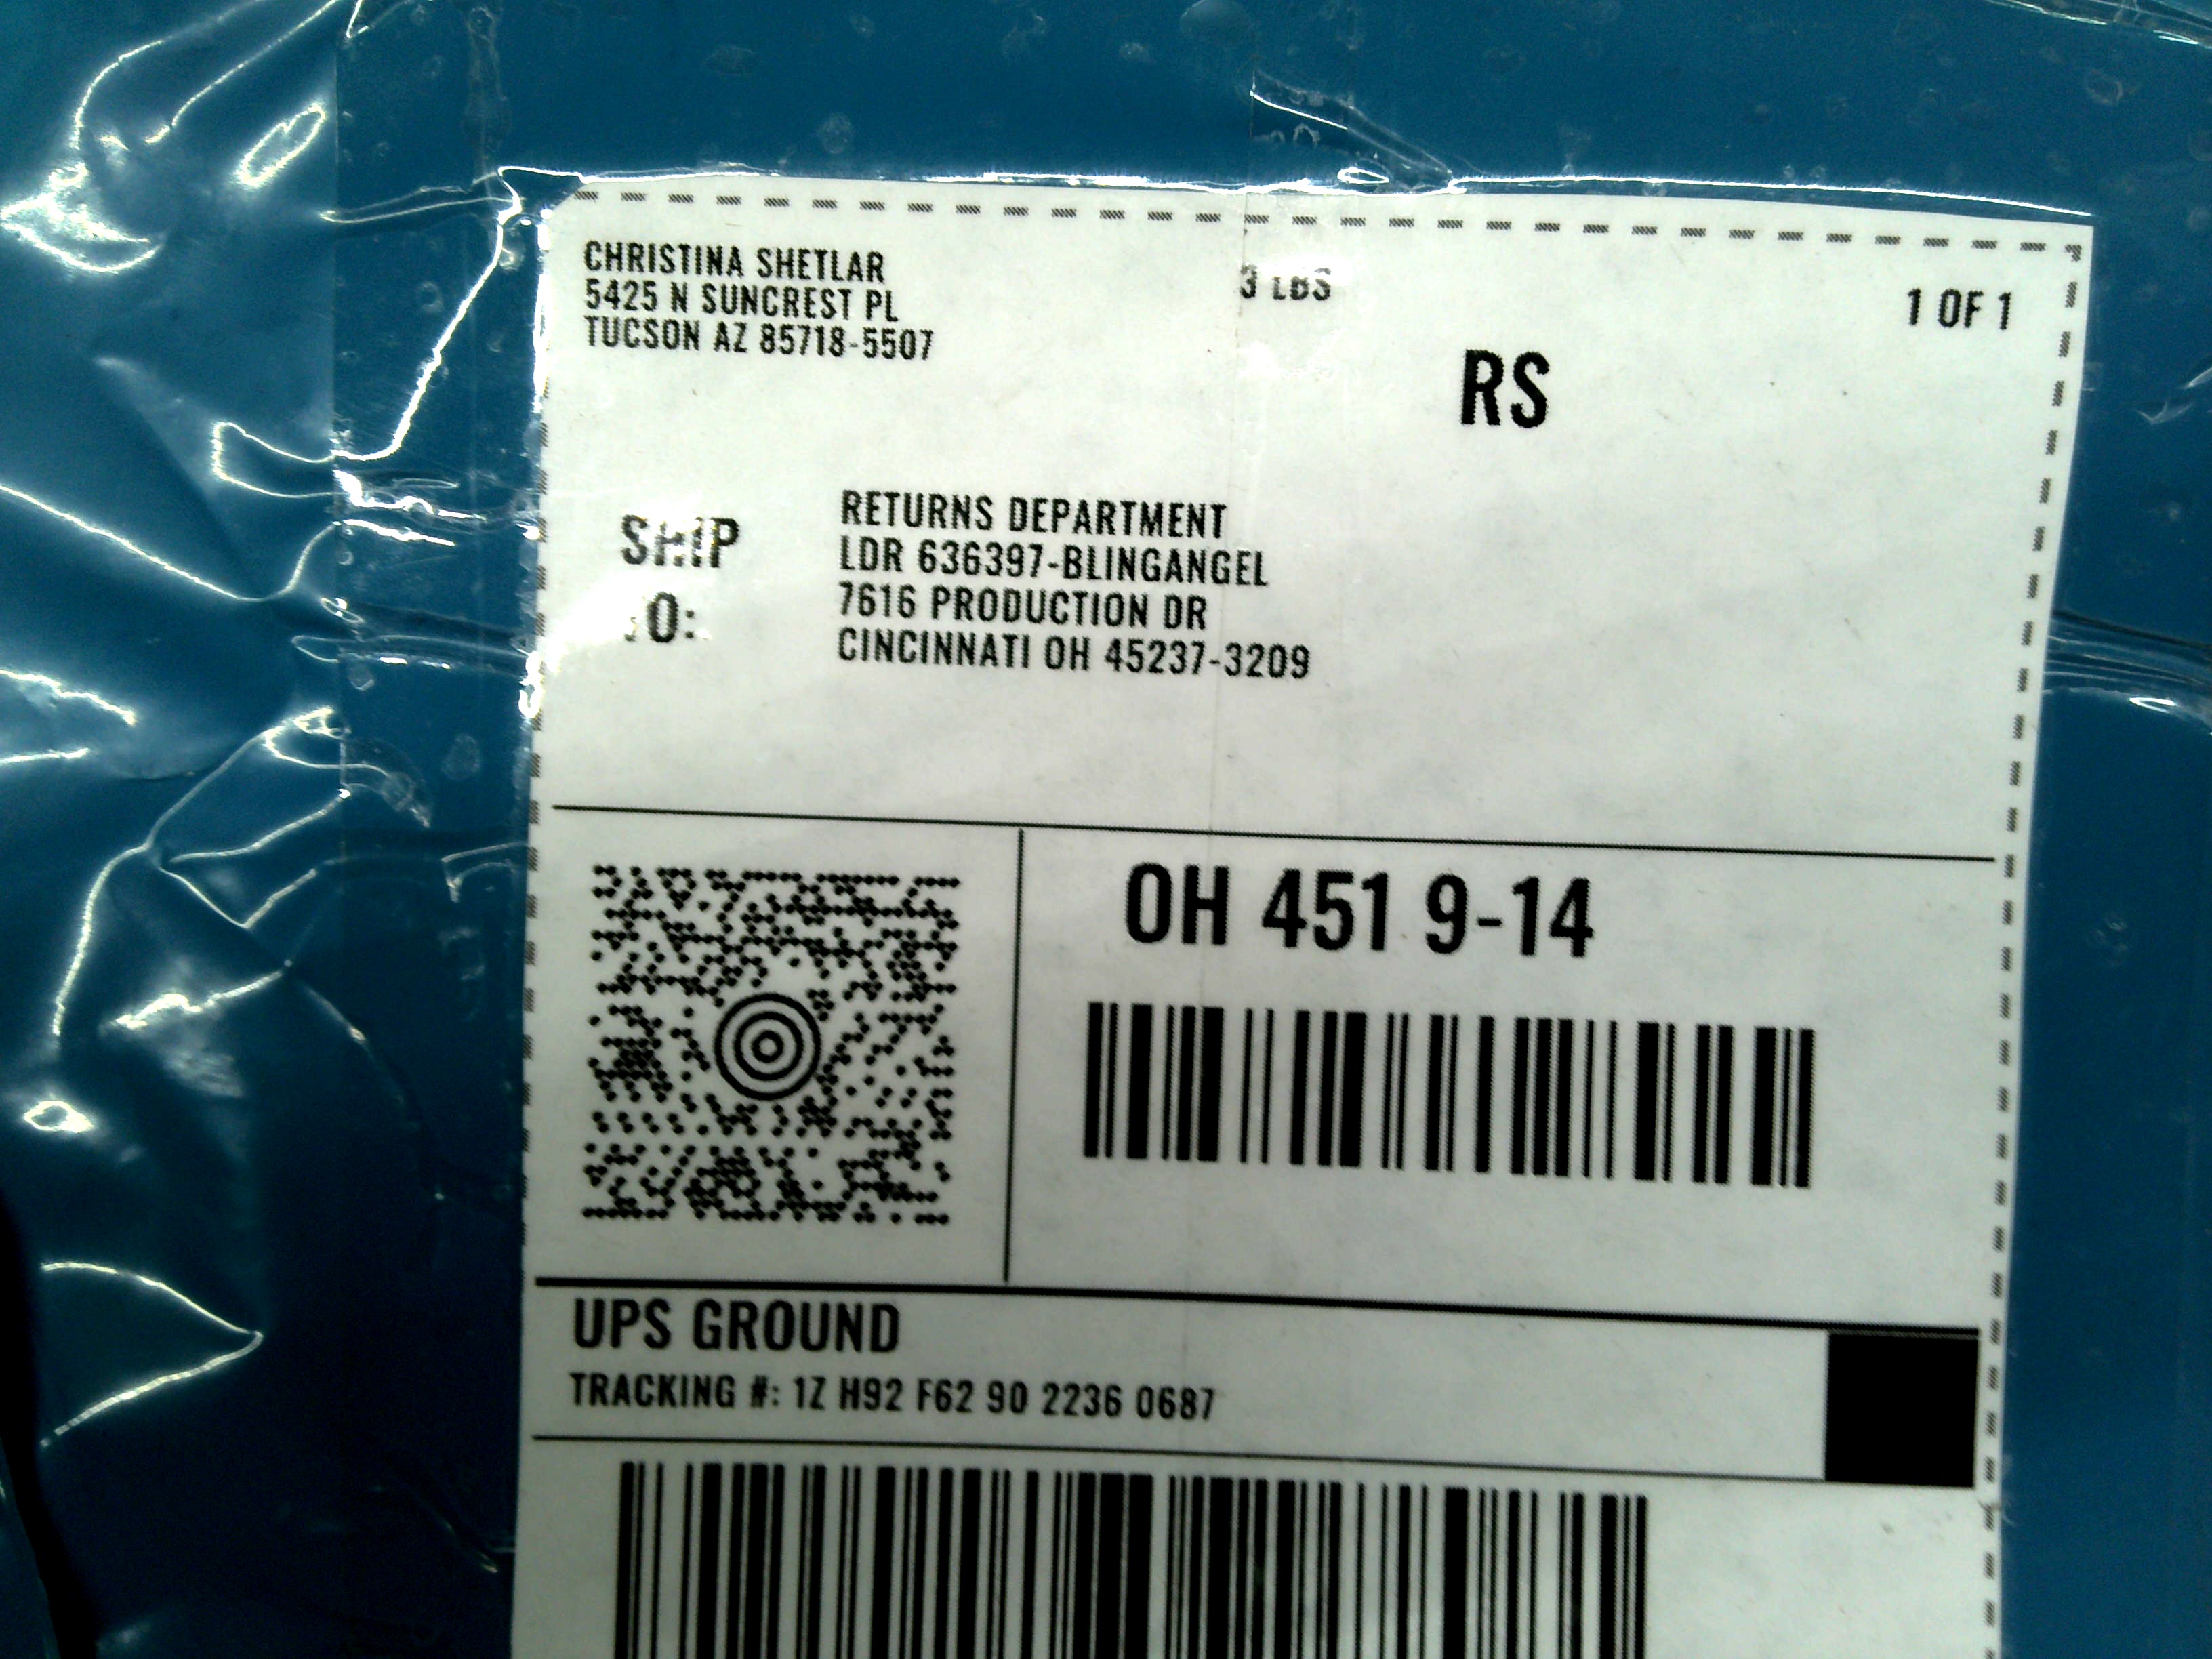 CHRISTINA SHETLAR
5425 N SUNCREST PL
TUCSON AZ 85718-5507
3 LBS
1 OF 1
RS
SHIP
TO:
RETURNS DEPARTMENT
LDR 636397-BLINGANGEL
7616 PRODUCTION DR
CINCINNATI OH 45237-3209
OH 451 9-14
UPS GROUND
TRACKING #: 1Z H92 F62 90 2236 0687